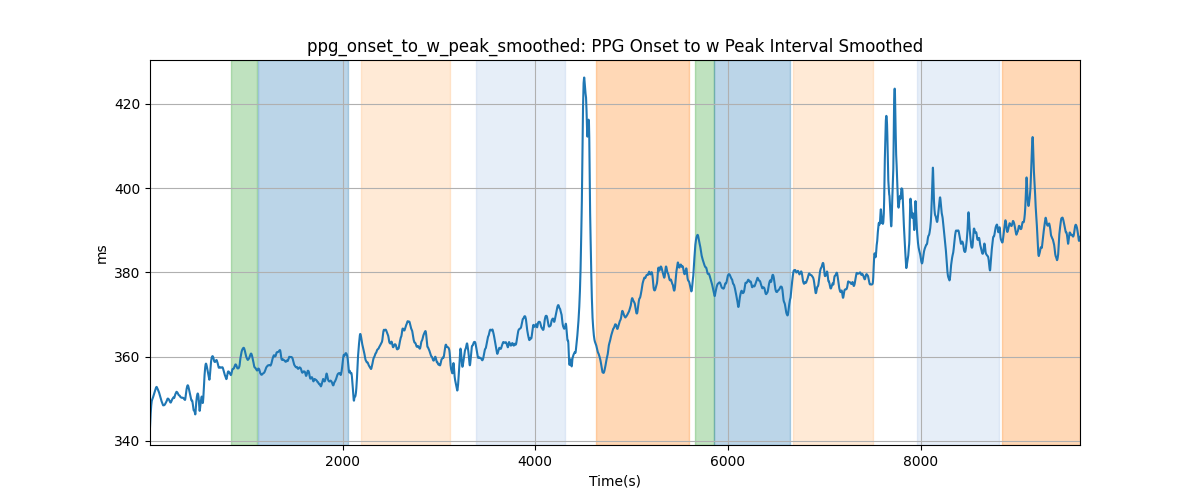 ppg_onset_to_w_peak_smoothed: PPG Onset to w Peak Interval Smoothed
420
400
380
360
340
ms
2000 4000 6000 8000
Time(s)